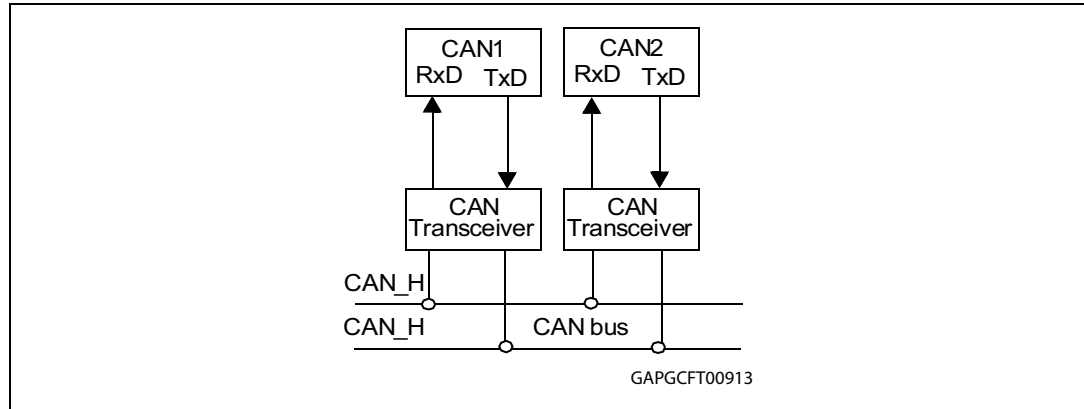 CAN1
RxD TxD
CAN2
RxD TxD
CAN
Transceiver
CAN
Transceiver
CAN_H
CAN_H
CAN bus
GAPGCFT00913